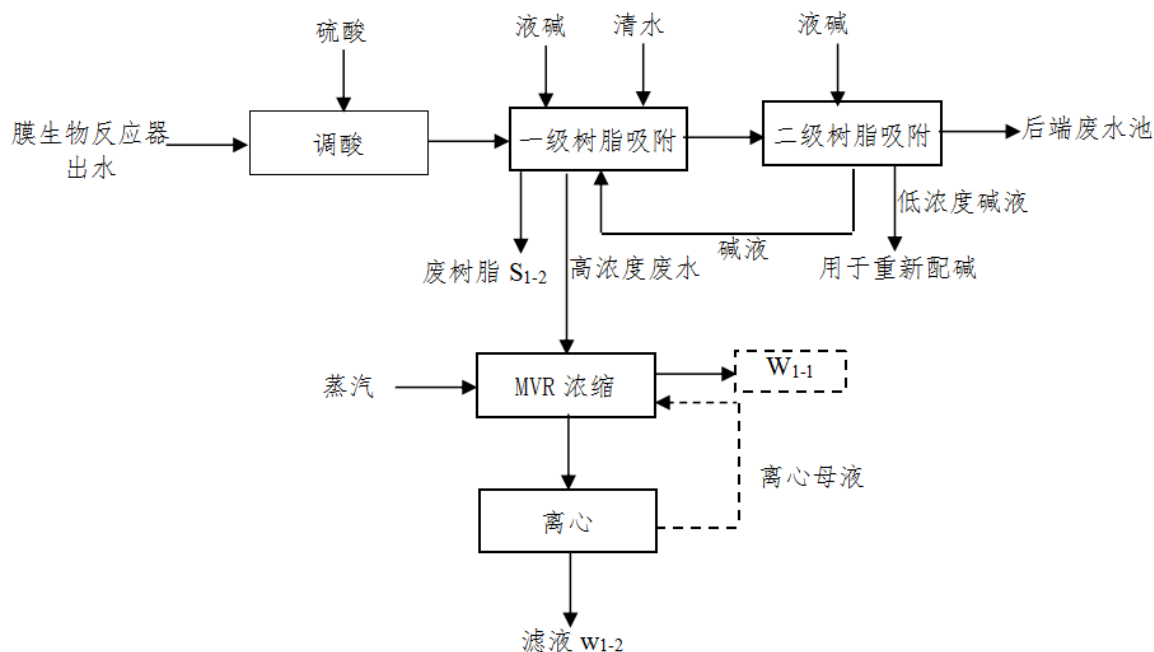 硫酸
液碱
清水
液碱
膜生物反应器
出水
调酸
一级树脂吸附
二级树脂吸附
后端废水池
低浓度碱液
碱液
废树脂 S1-2
高浓度废水
用于重新配碱
蒸汽
MVR 浓缩
W1-1
离心母液
离心
滤液 W1-2